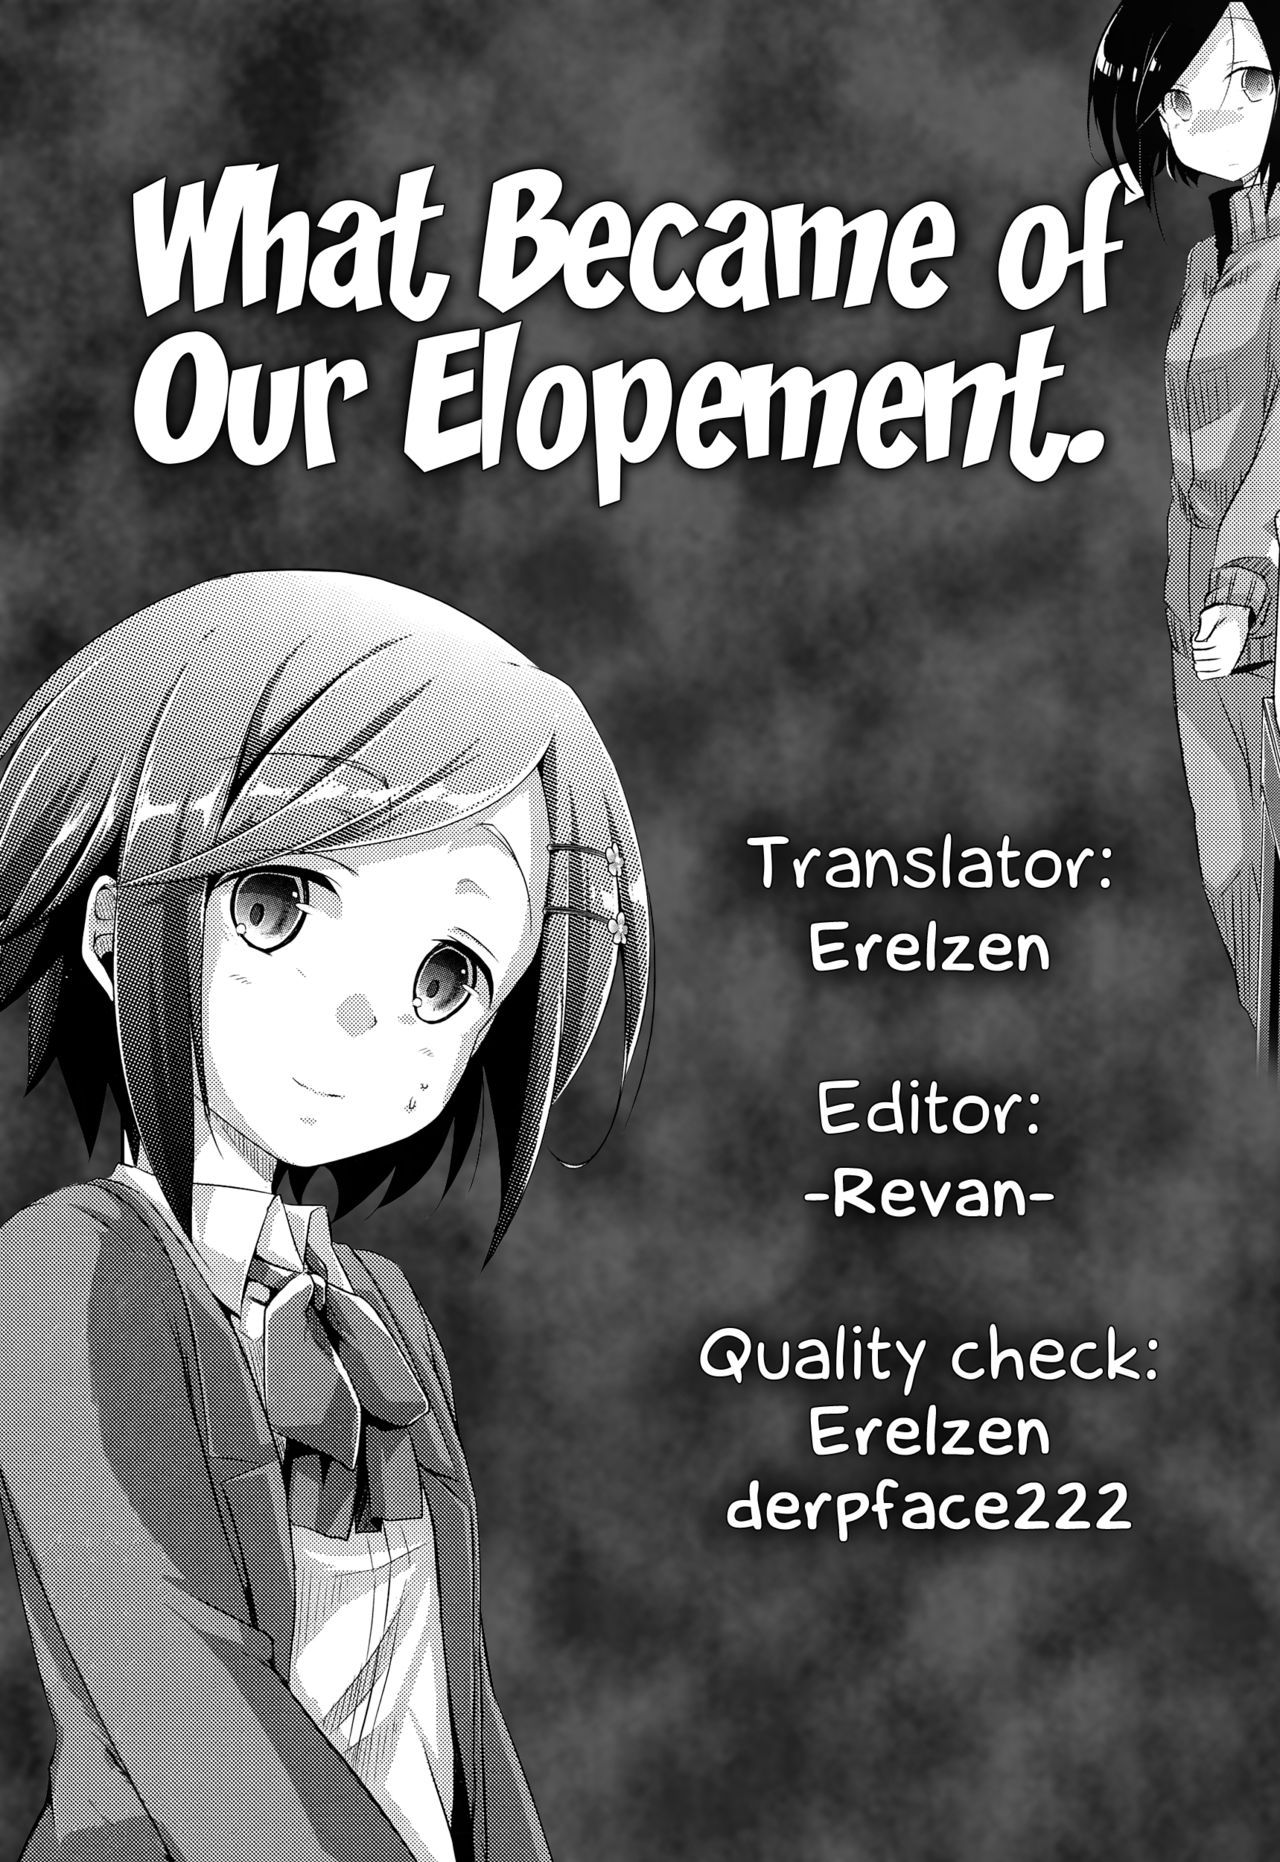 What Became of
Our Elopement.
Translator:
Erelzen
Editor:
-Revan-
Quality check:
Erelzen
derpface222